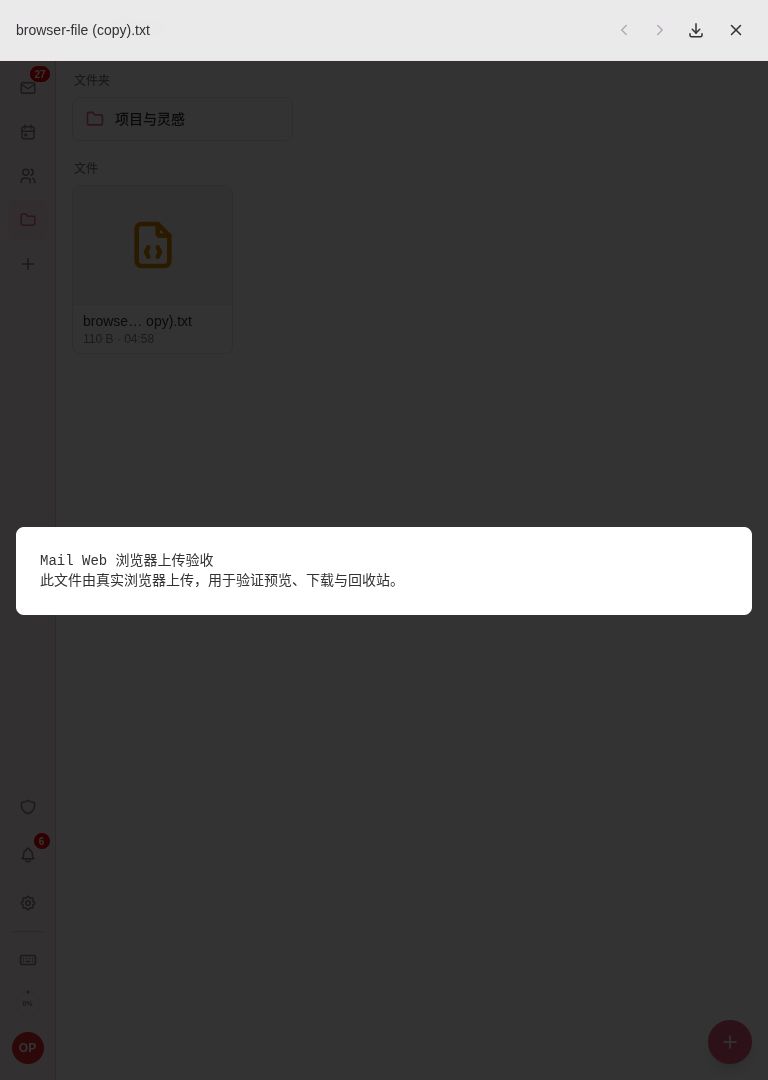 browser-file (copy).txt
27
文件夹
项目与灵感
文件
browse… opy).txt
110 B · 04:58
Mail Web 浏览器上传验收
此文件由真实浏览器上传，用于验证预览、下载与回收站。
6
0%
OP